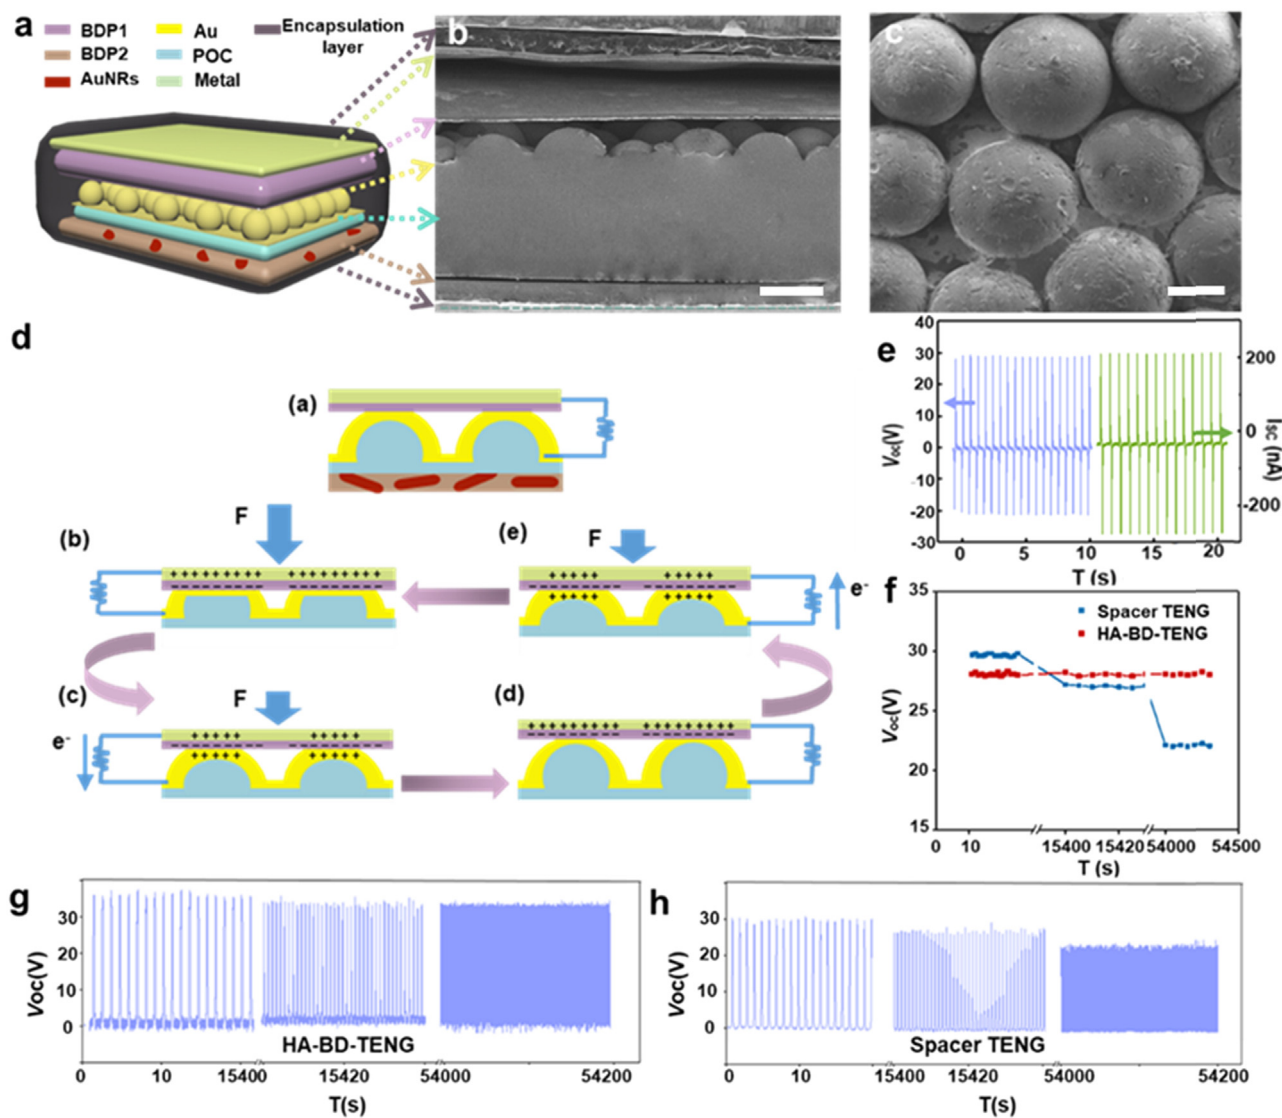 a
BDP1
Au
Encapsulation
layer
BDP2
POC
AuNRs
Metal
b
c
d
(a)
F
(b)
(e)
F
e-
(c)
F
(d)
e-
e
40
30
20
10
0
-10
-20
-30
Voc(V)
200
0
-200
Isc (nA)
0
5
10
15
20
T (s)
f
35
30
25
20
15
Voc(V)
Spacer TENG
HA-BD-TENG
0
10
15400
15420
54000
54500
T (s)
g
30
20
10
0
Voc(V)
HA-BD-TENG
0
10
15400
15420
54000
54200
T(s)
h
30
20
10
0
Voc(V)
Spacer TENG
0
10
15400
15420
54000
54200
T(s)